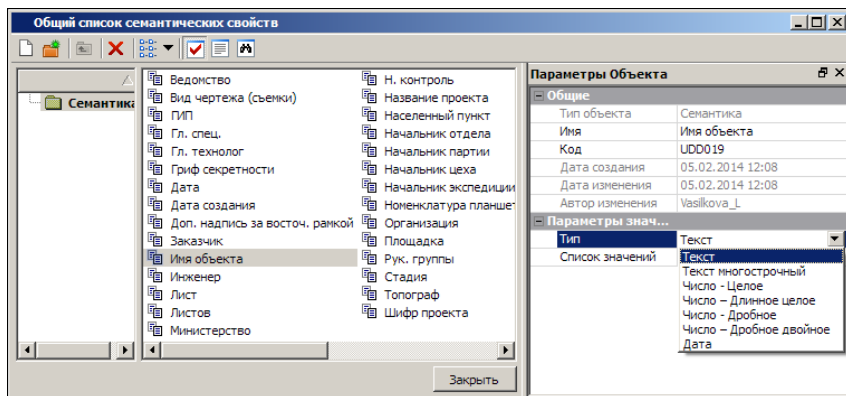 Общий список семантических свойств
Семантика
Ведомство
Вид чертежа (съемки)
ГИП
Гл. спец.
Гл. технолог
Гриф секретности
Дата
Дата создания
Доп. надпись за восточ. рамкой
Заказчик
Имя объекта
Инженер
Лист
Листов
Министерство
Н. контроль
Название проекта
Населенный пункт
Начальник отдела
Начальник партии
Начальник цеха
Начальник экспедиции
Номенклатура планшет
Организация
Площадка
Рук. группы
Стадия
Топограф
Шифр проекта
Закрыть
Параметры Объекта
Общие
Тип объекта Семантика
Имя Имя объекта
Код UDD019
Дата создания 05.02.2014 12:08
Дата изменения 05.02.2014 12:08
Автор изменения Vasilkova_L
Параметры знач...
Тип Текст
Список значений
Текст
Текст многострочный
Число - Целое
Число – Длинное целое
Число - Дробное
Число – Дробное двойное
Дата